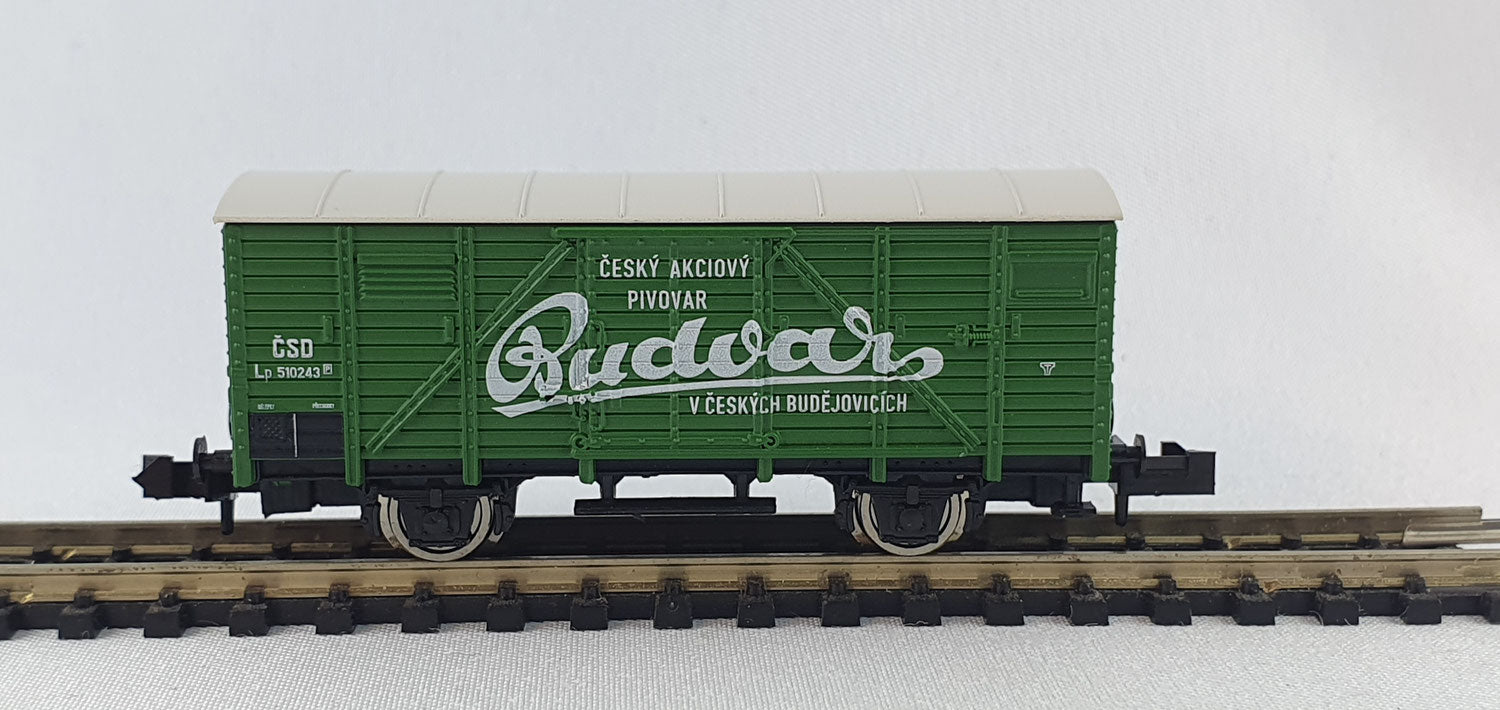 ČESKÝ AKCIOVÝ
PIVOVAR
Budvar
V ČESKÝCH BUDĚJOVICÍCH
ČSD
Lp 510243 P